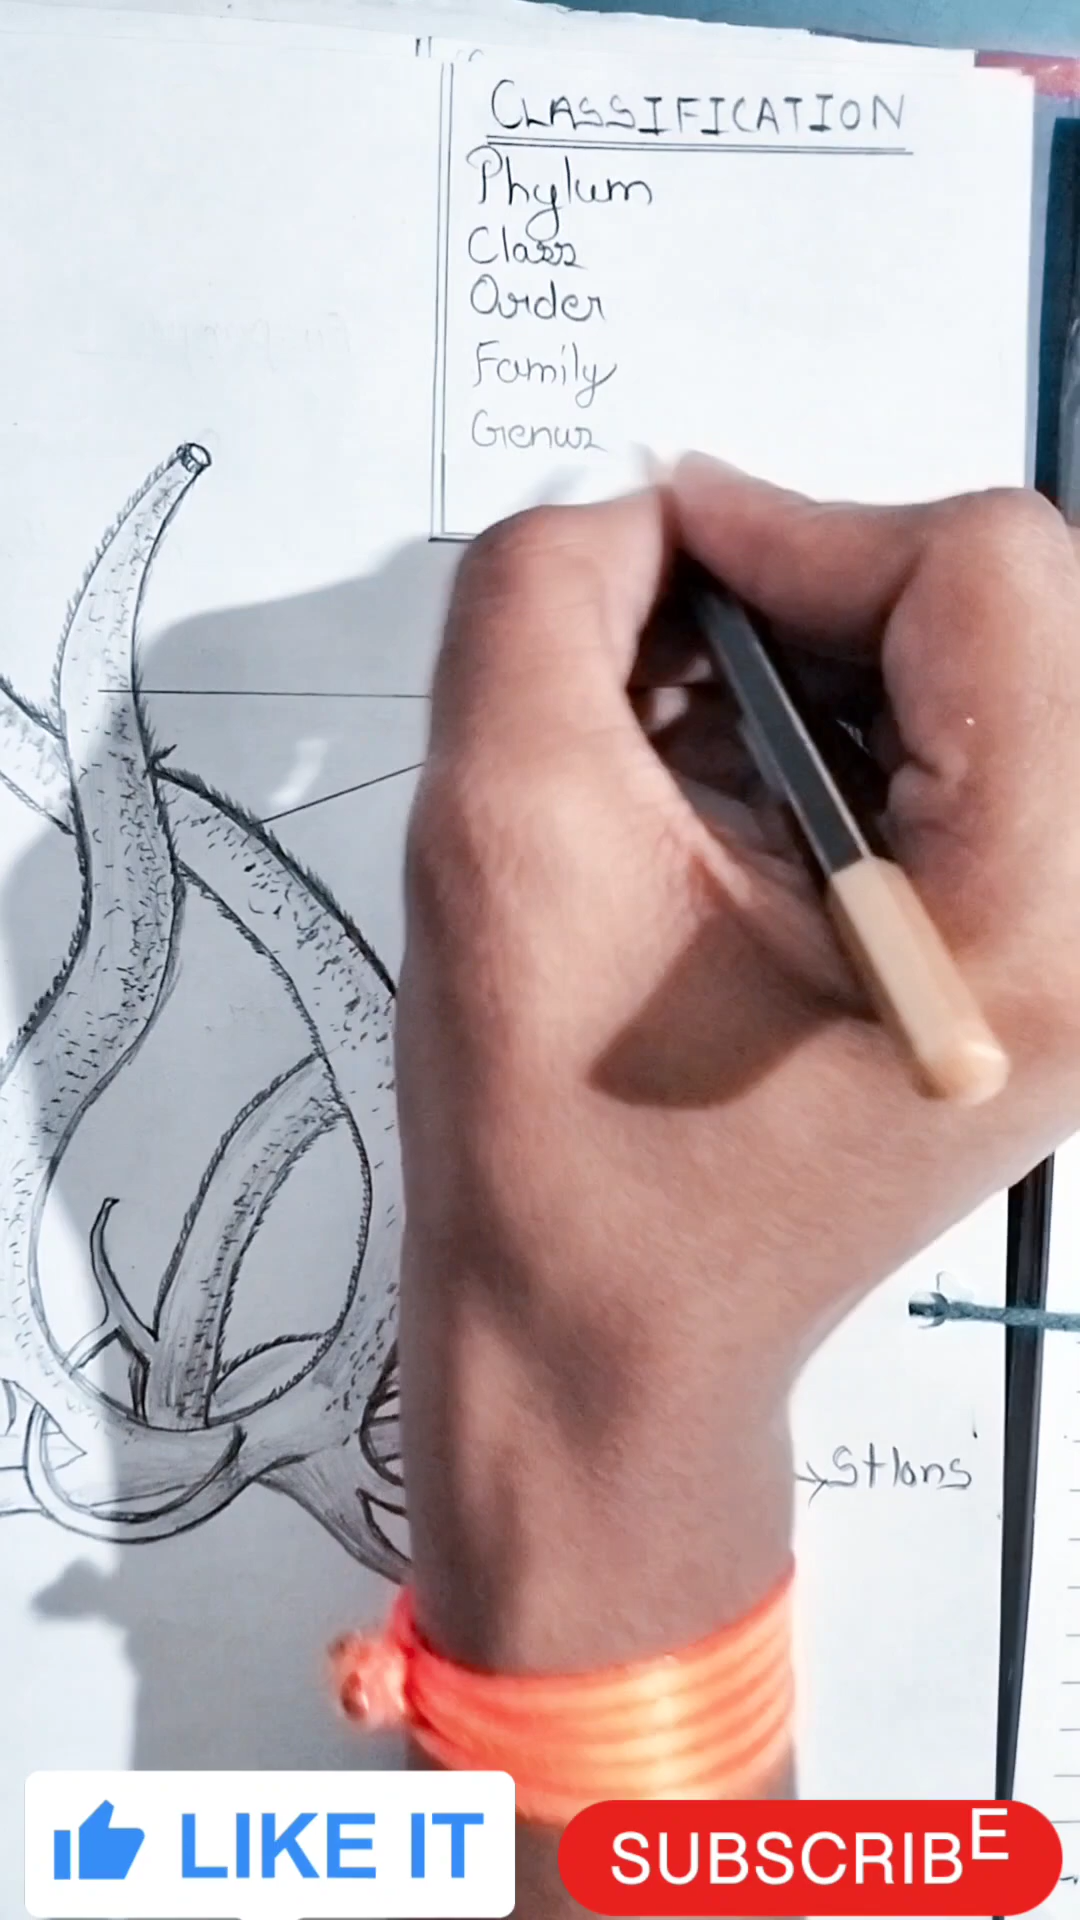 CLASSIFICATION
Phylum
Class
Order
Family
Genus
Stlons
LIKE IT
SUBSCRIBE